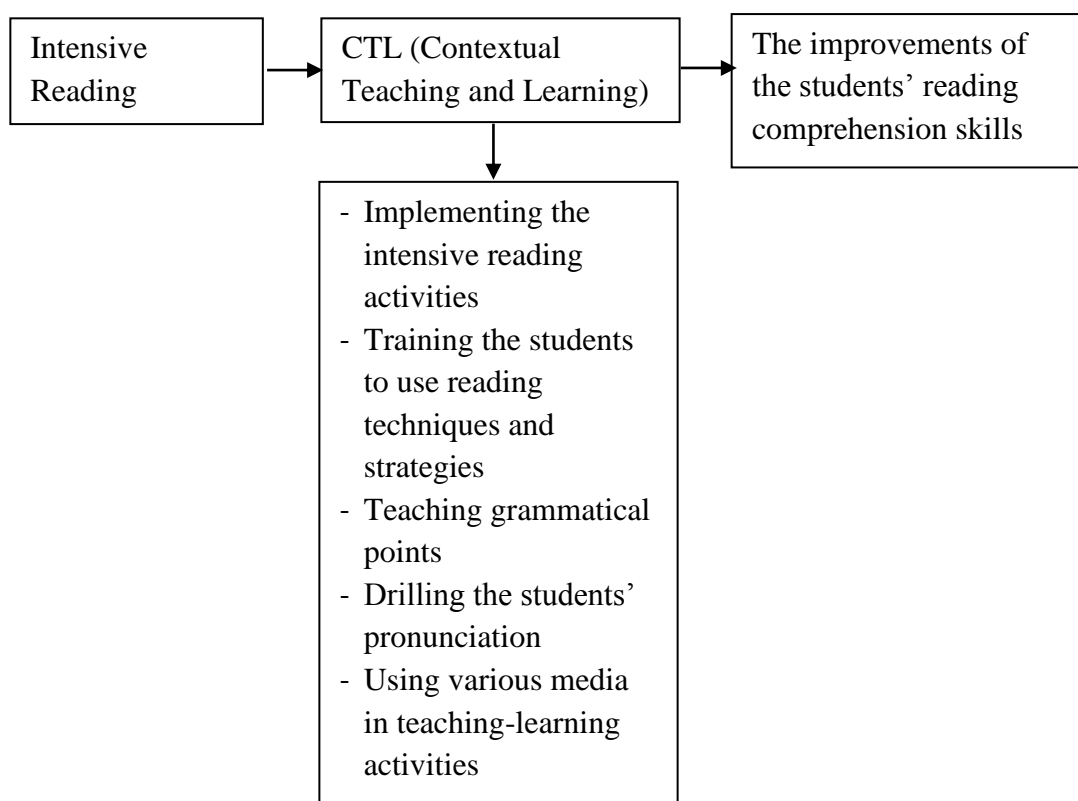 Intensive
Reading
CTL (Contextual
Teaching and Learning)
The improvements of
the students’ reading
comprehension skills
- Implementing the
intensive reading
activities
- Training the students
to use reading
techniques and
strategies
- Teaching grammatical
points
- Drilling the students’
pronunciation
- Using various media
in teaching-learning
activities